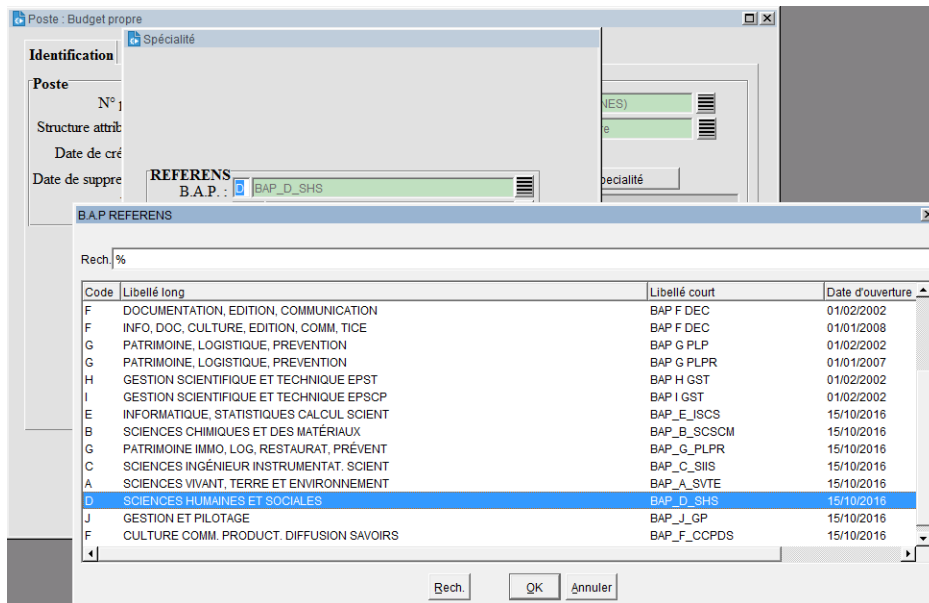 Poste : Budget propre
Spécialité
Identification
Poste
N°
NES)
Structure attrib
re
Date de cré
Date de suppre
pecialité
REFERENS
B.A.P. : D BAP_D_SHS
B.A.P REFERENS
Rech. %
Code Libellé long Libellé court Date d'ouverture
F DOCUMENTATION, EDITION, COMMUNICATION BAP F DEC 01/02/2002
F INFO, DOC, CULTURE, EDITION, COMM, TICE BAP F DEC 01/01/2008
G PATRIMOINE, LOGISTIQUE, PREVENTION BAP G PLP 01/02/2002
G PATRIMOINE, LOGISTIQUE, PREVENTION BAP G PLPR 01/01/2007
H GESTION SCIENTIFIQUE ET TECHNIQUE EPST BAP H GST 01/02/2002
I GESTION SCIENTIFIQUE ET TECHNIQUE EPSCP BAP I GST 01/02/2002
E INFORMATIQUE, STATISTIQUES CALCUL SCIENT BAP_E_ISCS 15/10/2016
B SCIENCES CHIMIQUES ET DES MATÉRIAUX BAP_B_SCSCM 15/10/2016
G PATRIMOINE IMMO, LOG, RESTAURAT, PRÉVENT BAP_G_PLPR 15/10/2016
C SCIENCES INGÉNIEUR INSTRUMENTAT. SCIENT BAP_C_SIIS 15/10/2016
A SCIENCES VIVANT, TERRE ET ENVIRONNEMENT BAP_A_SVTE 15/10/2016
D SCIENCES HUMAINES ET SOCIALES BAP_D_SHS 15/10/2016
J GESTION ET PILOTAGE BAP_J_GP 15/10/2016
F CULTURE COMM. PRODUCT. DIFFUSION SAVOIRS BAP_F_CCPDS 15/10/2016
Rech. OK Annuler